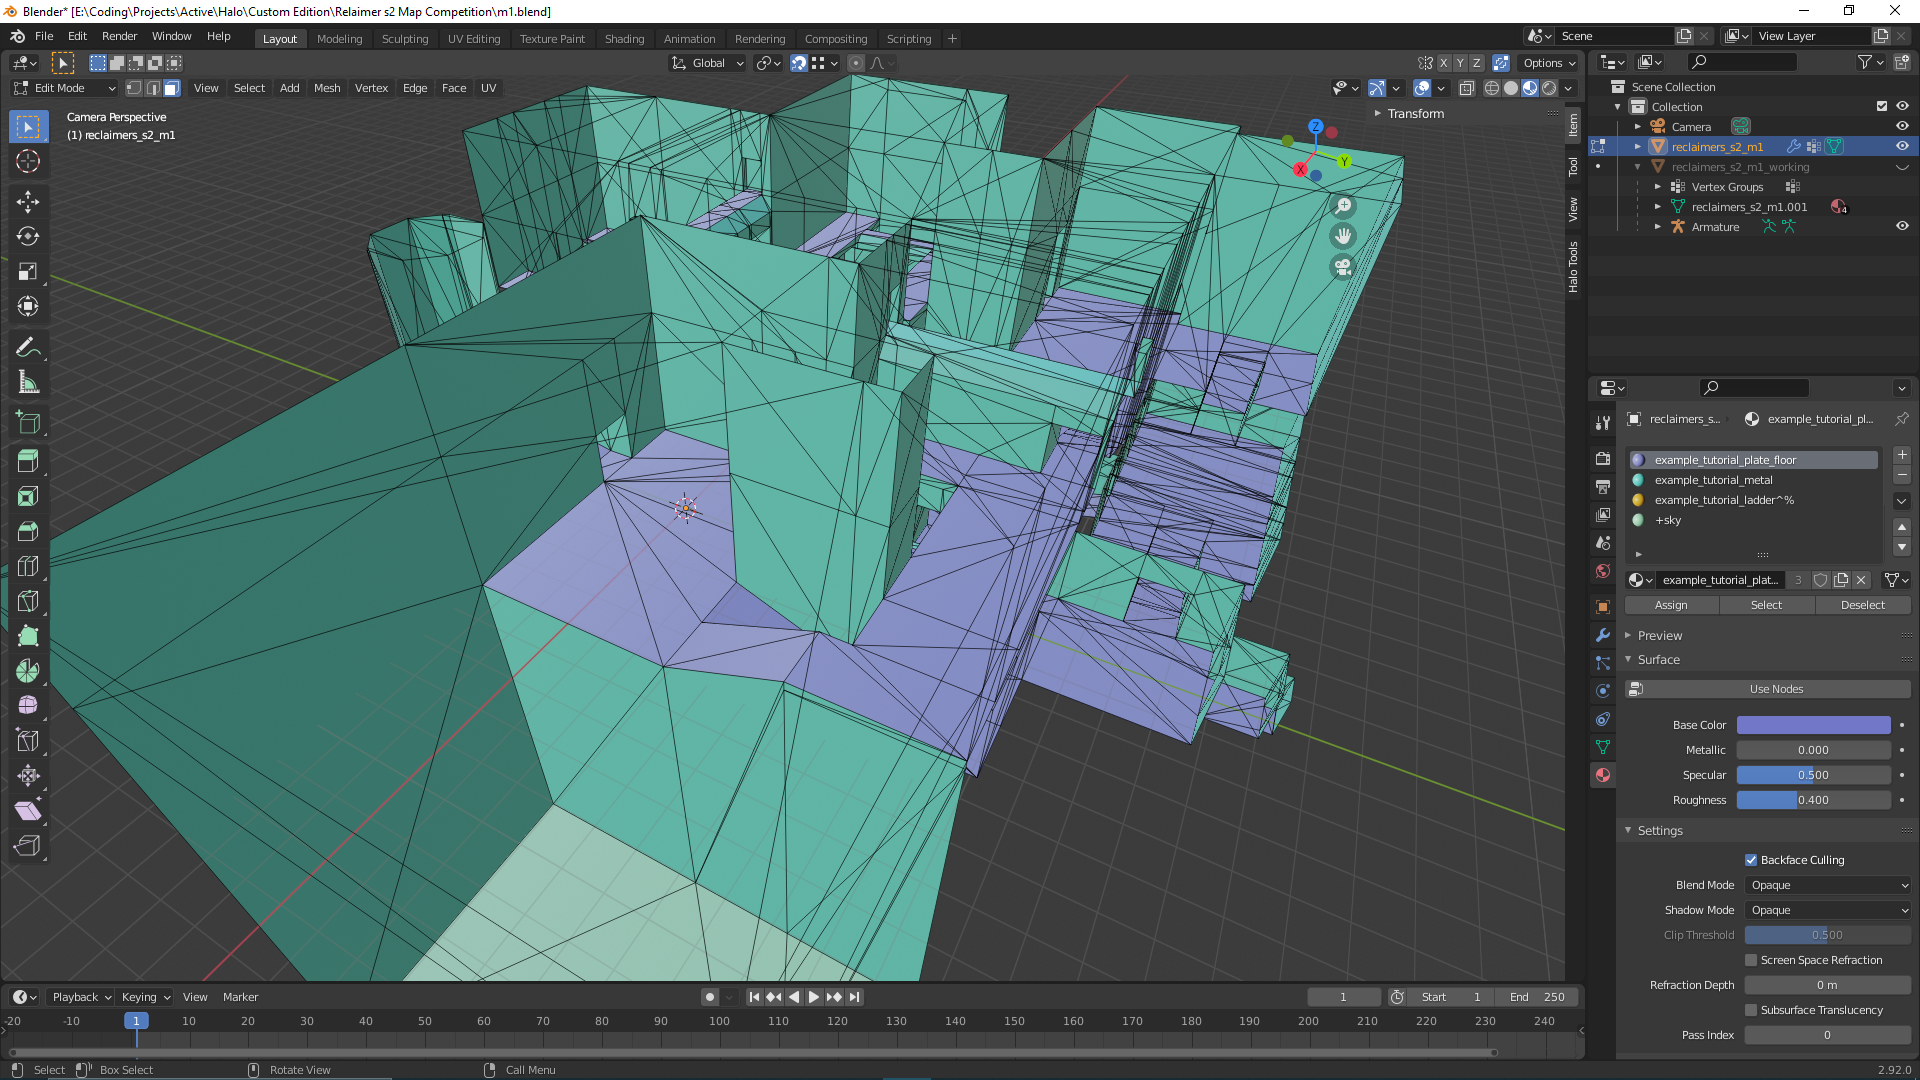 Blender* [E:\Coding\Projects\Active\Halo\Custom Edition\Relaimer s2 Map Competition\m1.blend]
File Edit Render Window Help Layout Modeling Sculpting UV Editing Texture Paint Shading Animation Rendering Compositing Scripting + Scene View Layer
Global X Y Z Options
Edit Mode View Select Add Mesh Vertex Edge Face UV
Camera Perspective
(1) reclaimers_s2_m1
Transform
Item
Tool
View
Halo Tools
Z
Y
X
Scene Collection
Collection
Camera
reclaimers_s2_m1
reclaimers_s2_m1_working
Vertex Groups
reclaimers_s2_m1.001 4
Armature
reclaimers_s... example_tutorial_pl...
example_tutorial_plate_floor
example_tutorial_metal
example_tutorial_ladder^%
+sky
example_tutorial_plat... 3
Assign Select Deselect
Preview
Surface
Use Nodes
Base Color
Metallic 0.000
Specular 0.500
Roughness 0.400
Settings
Backface Culling
Blend Mode Opaque
Shadow Mode Opaque
Clip Threshold 0.500
Screen Space Refraction
Refraction Depth 0 m
Subsurface Translucency
Pass Index 0
Playback Keying View Marker 1 Start 1 End 250
-20 -10 1 10 20 30 40 50 60 70 80 90 100 110 120 130 140 150 160 170 180 190 200 210 220 230 240
Select Box Select Rotate View Call Menu 2.92.0